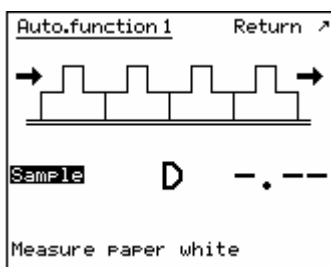 Auto.function 1 Return ↗
Sample D -.--
Measure paper white